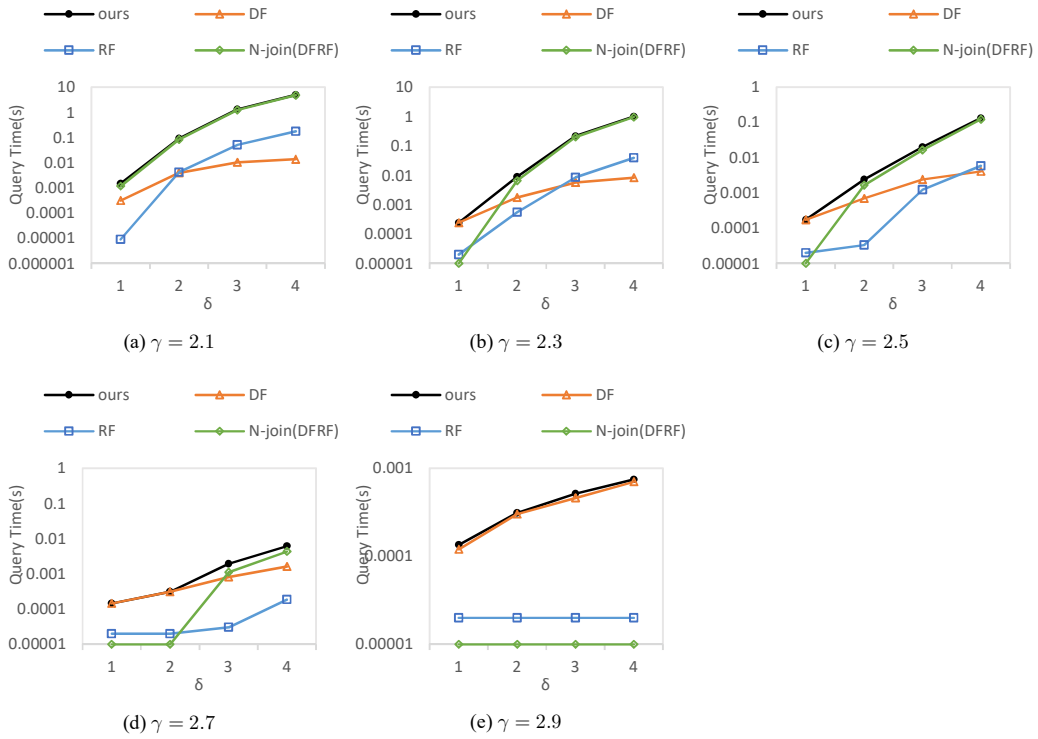 ours DF
RF N-join(DFRF)
Query Time(s)
10
1
0.1
0.01
0.001
0.0001
0.00001
0.000001
1 2 3 4
δ
(a) γ = 2.1
ours DF
RF N-join(DFRF)
Query Time(s)
10
1
0.1
0.01
0.001
0.0001
0.00001
1 2 3 4
δ
(b) γ = 2.3
ours DF
RF N-join(DFRF)
Query Time(s)
1
0.1
0.01
0.001
0.0001
0.00001
1 2 3 4
δ
(c) γ = 2.5
ours DF
RF N-join(DFRF)
Query Time(s)
1
0.1
0.01
0.001
0.0001
0.00001
1 2 3 4
δ
(d) γ = 2.7
ours DF
RF N-join(DFRF)
Query Time(s)
0.001
0.0001
0.00001
1 2 3 4
δ
(e) γ = 2.9